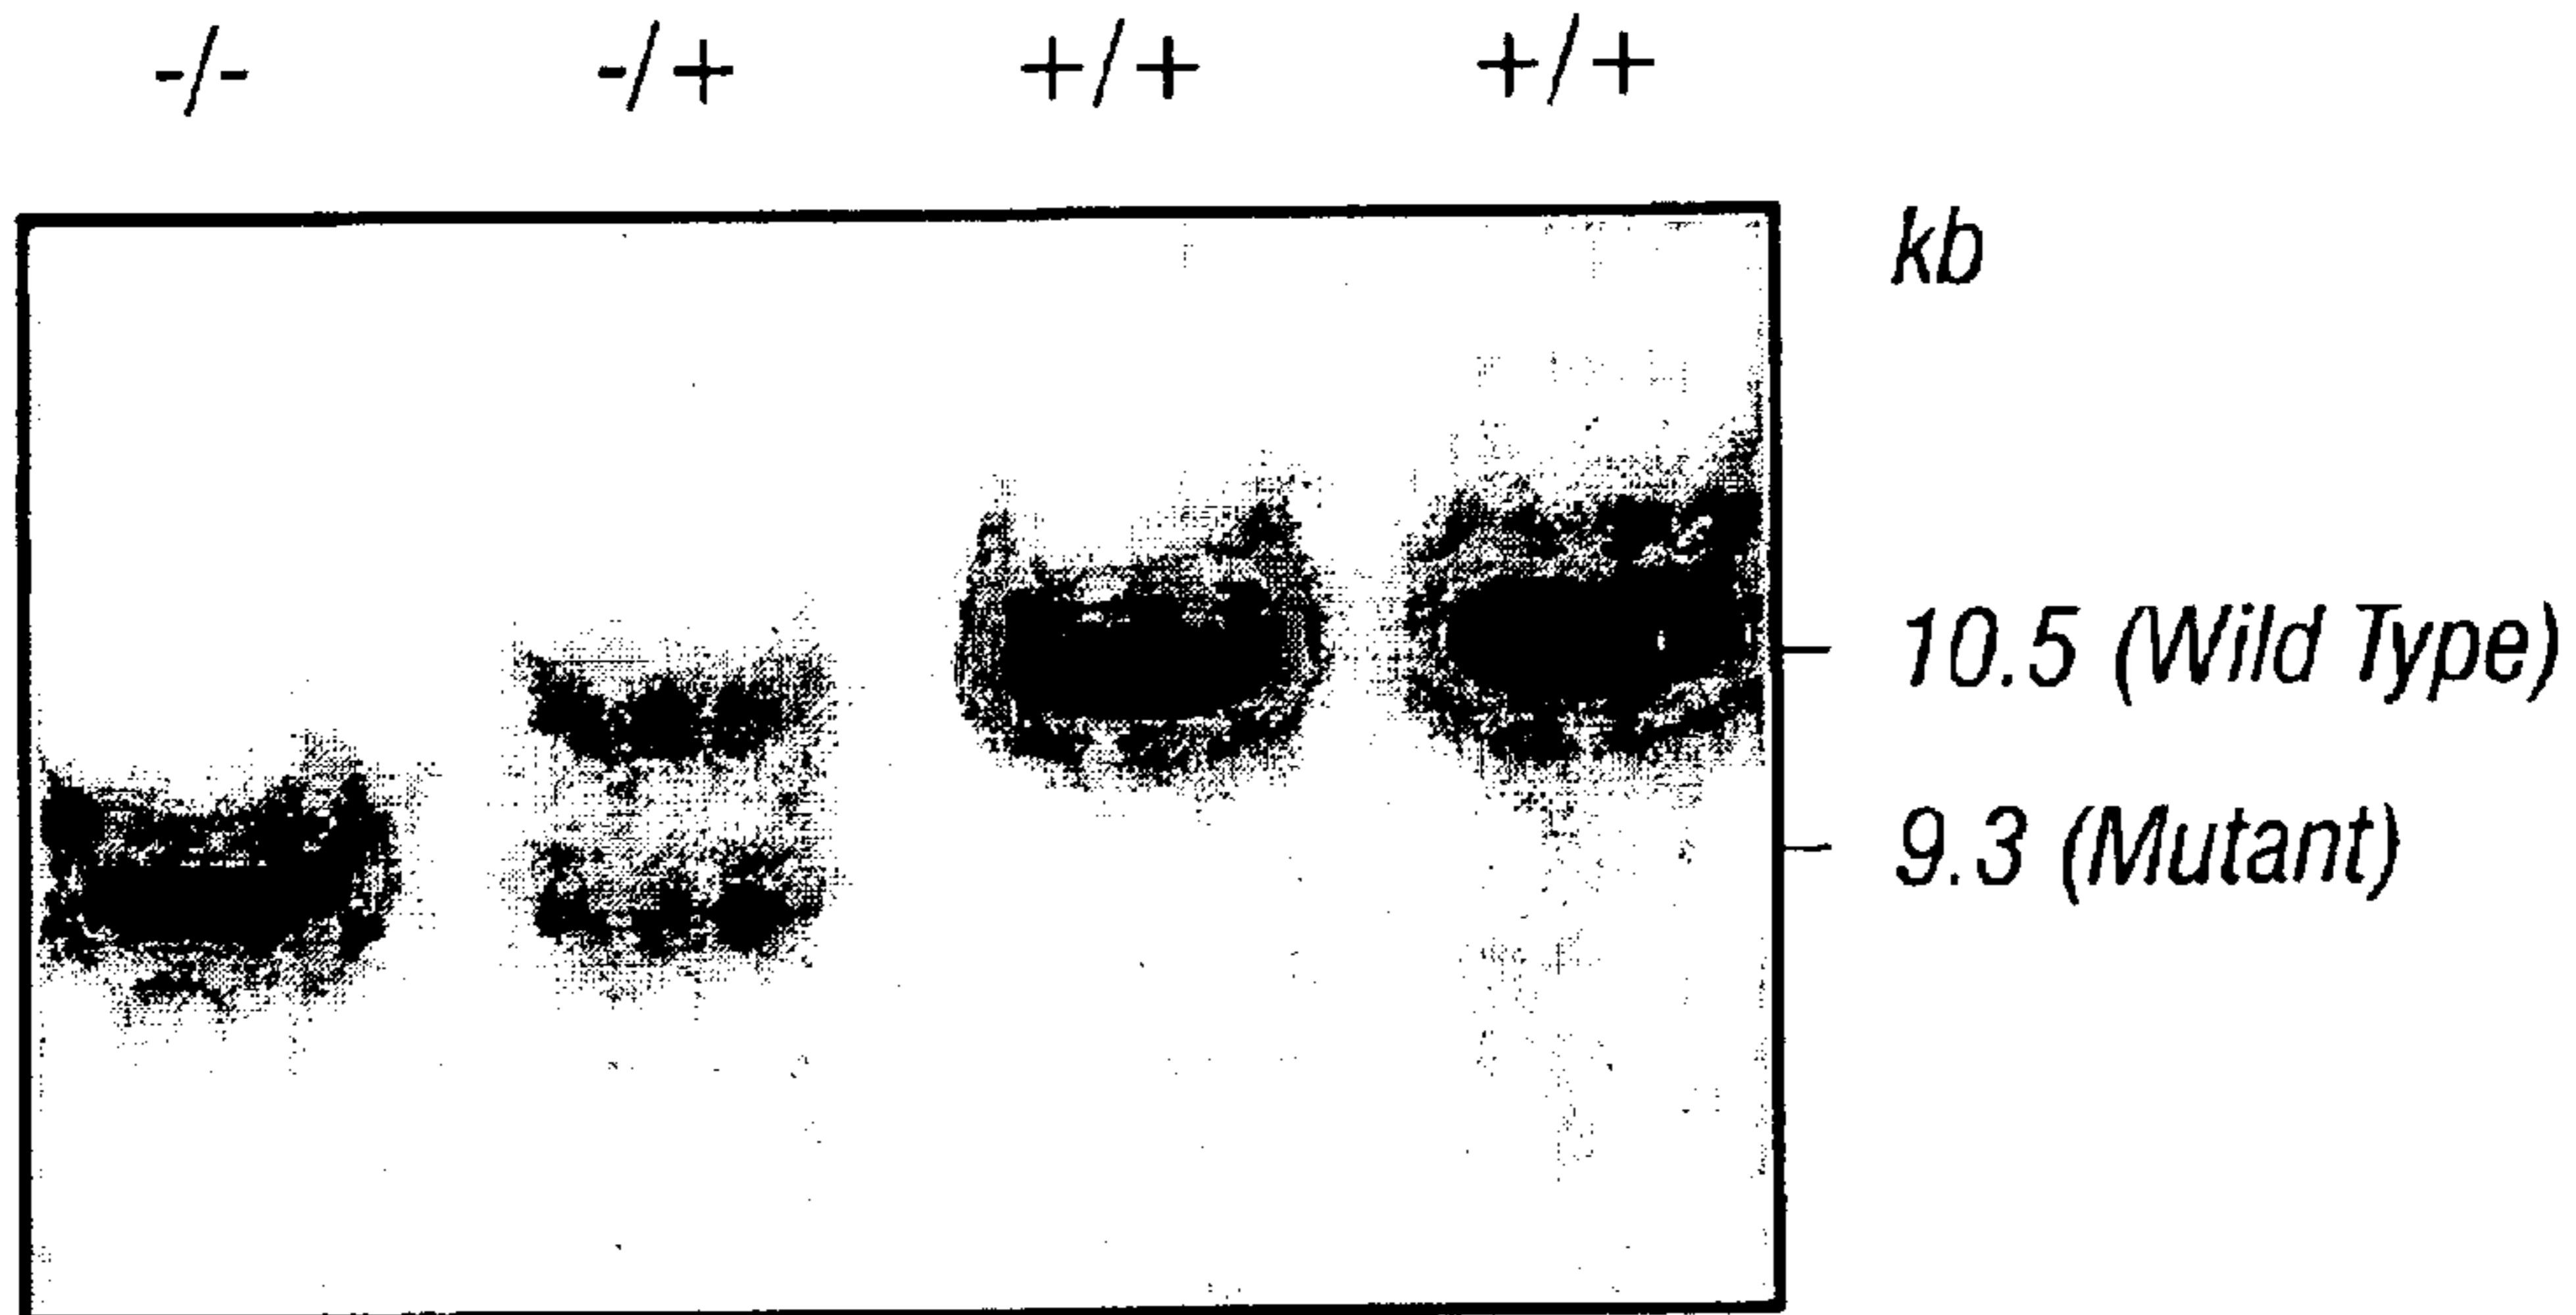 -/- -/+ +/+ +/+
kb
10.5 (Wild Type)
9.3 (Mutant)